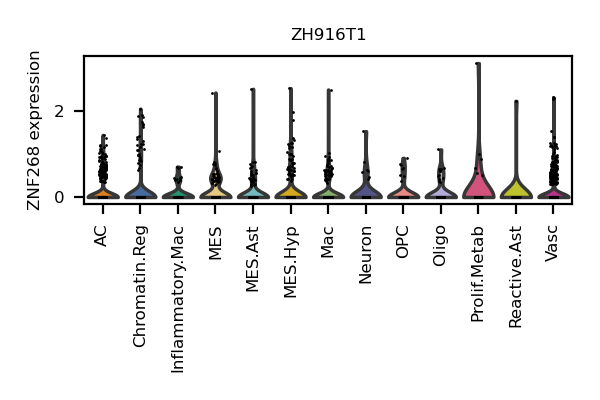 ZH916T1
ZNF268 expression
2
0
AC
Chromatin.Reg
Inflammatory.Mac
MES
MES.Ast
MES.Hyp
Mac
Neuron
OPC
Oligo
Prolif.Metab
Reactive.Ast
Vasc